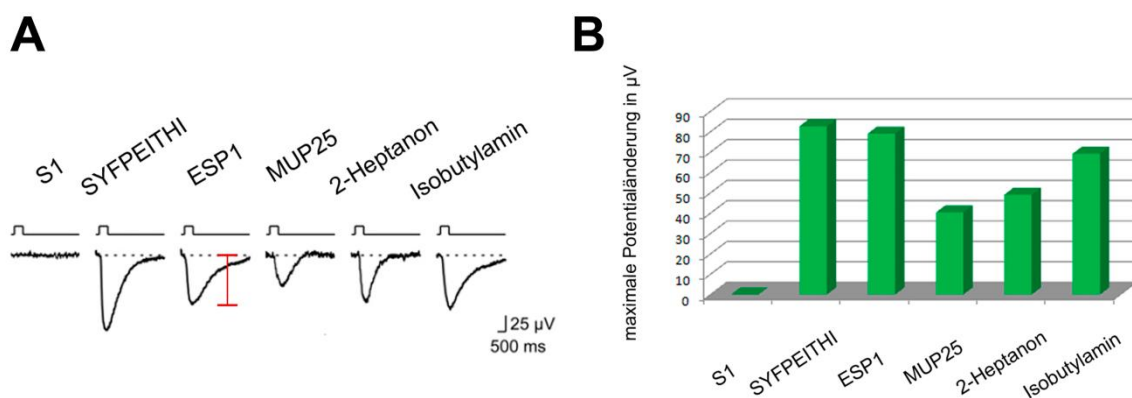 A
S1
SYFPEITHI
ESP1
MUP25
2-Heptanon
Isobutylamin
25 µV
500 ms
B
maximale Potentialänderung in µV
90
80
70
60
50
40
30
20
10
0
S1
SYFPEITHI
ESP1
MUP25
2-Heptanon
Isobutylamin